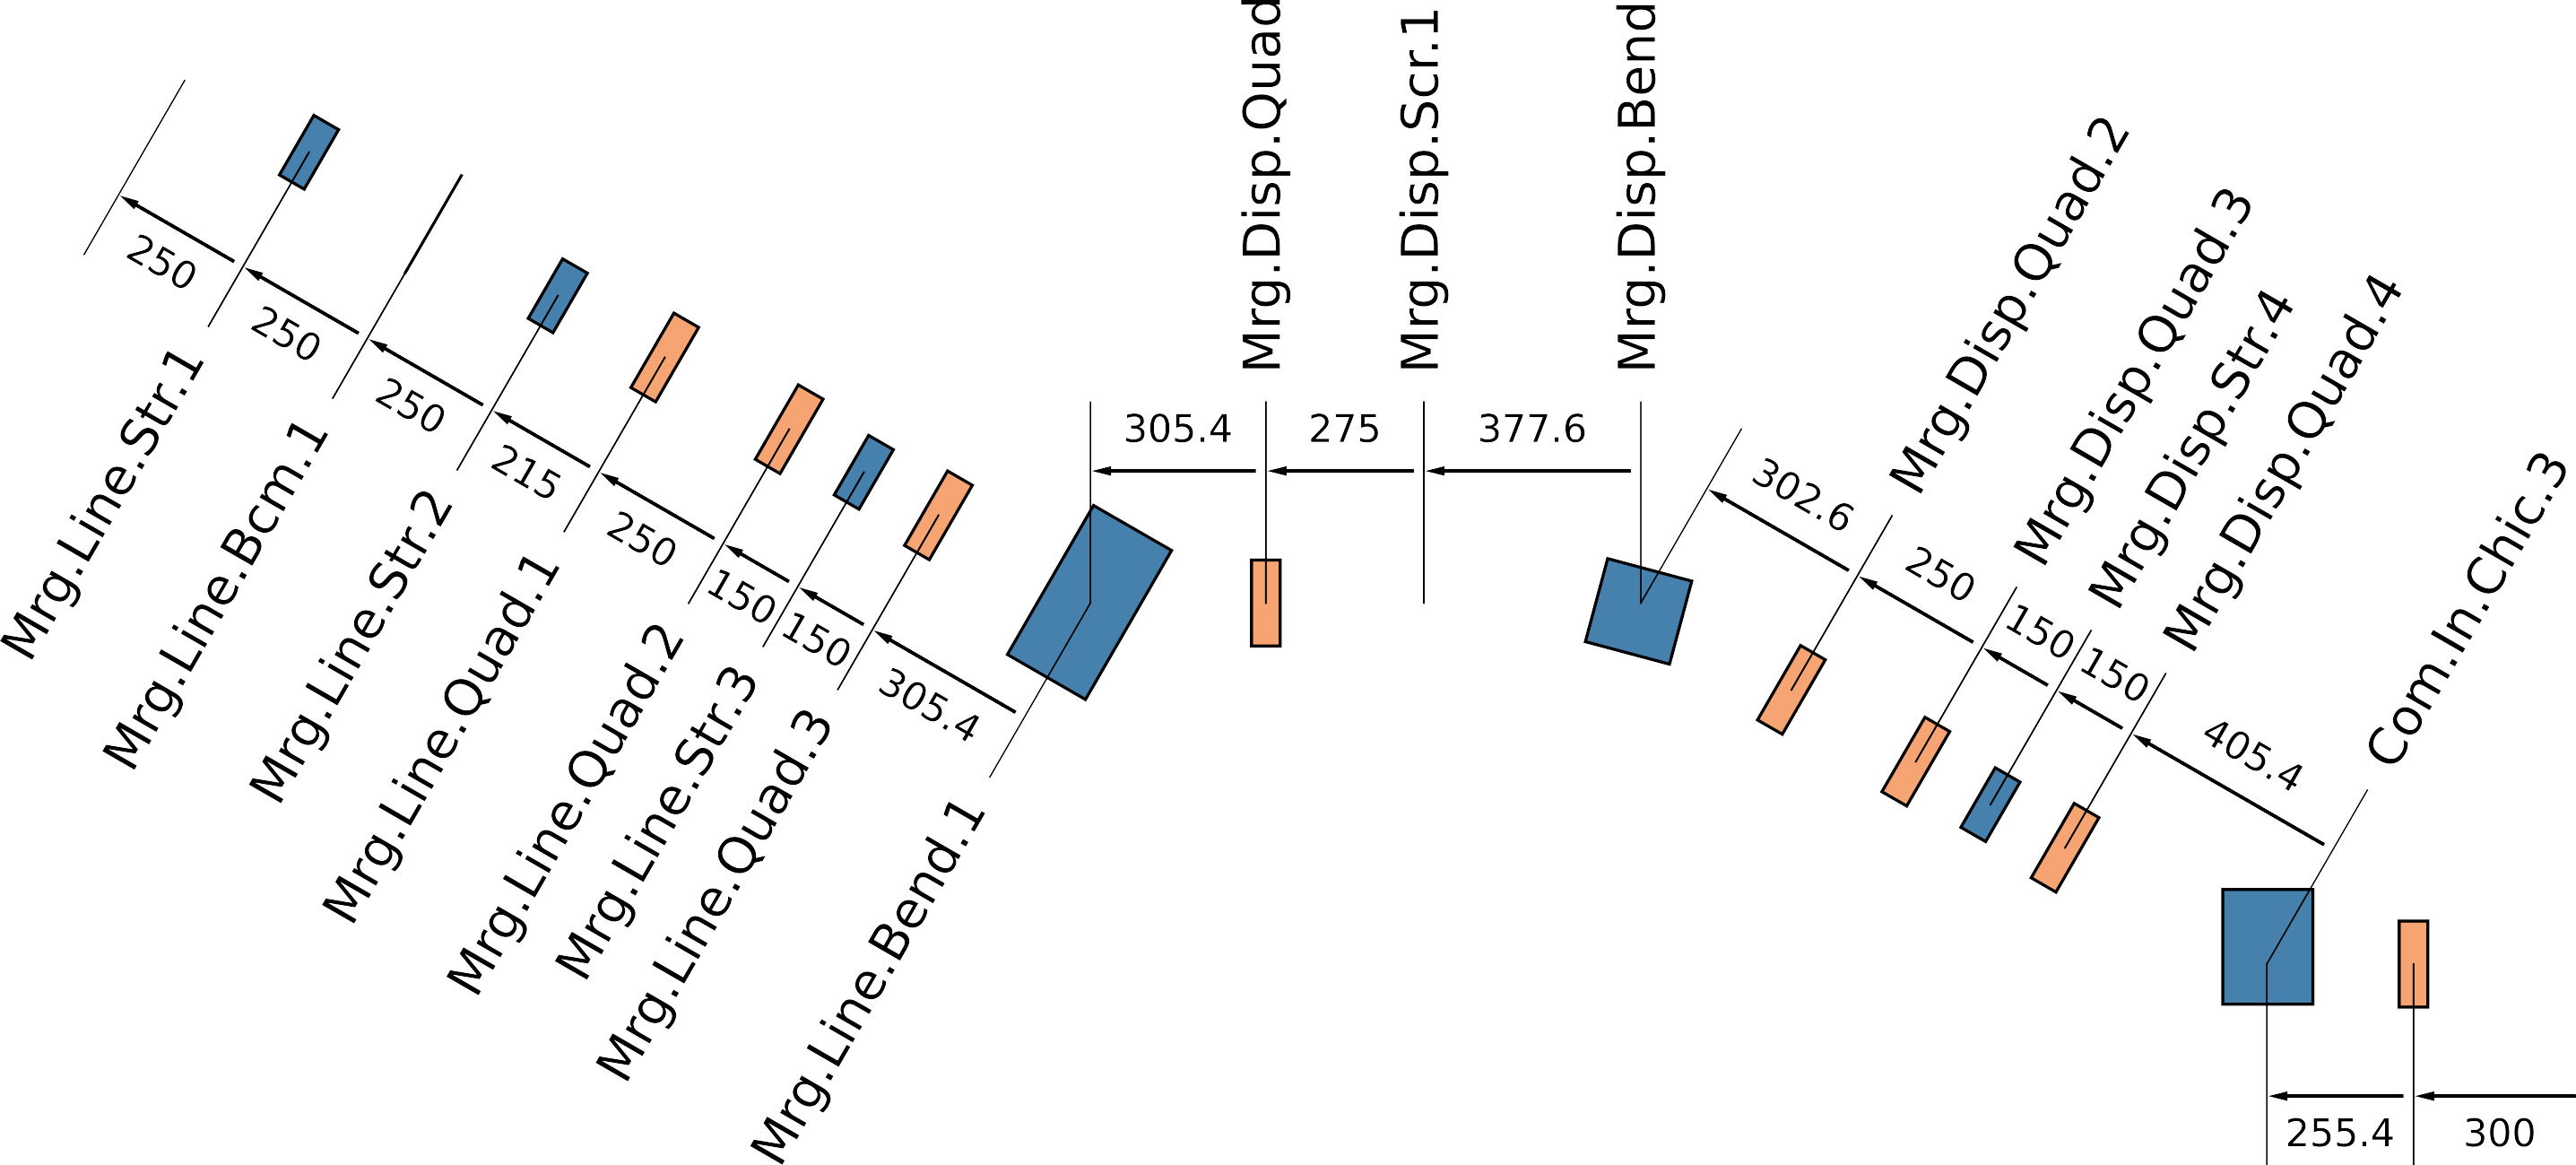 250
250
250
215
250
150
150
305.4
Mrg.Line.Str.1
Mrg.Line.Bcm.1
Mrg.Line.Str.2
Mrg.Line.Quad.1
Mrg.Line.Quad.2
Mrg.Line.Str.3
Mrg.Line.Quad.3
Mrg.Line.Bend.1
Mrg.Disp.Quad
Mrg.Disp.Scr.1
Mrg.Disp.Bend
305.4
275
377.6
Mrg.Disp.Quad.2
Mrg.Disp.Quad.3
Mrg.Disp.Str.4
Mrg.Disp.Quad.4
Com.In.Chic.3
302.6
250
150
150
405.4
255.4
300